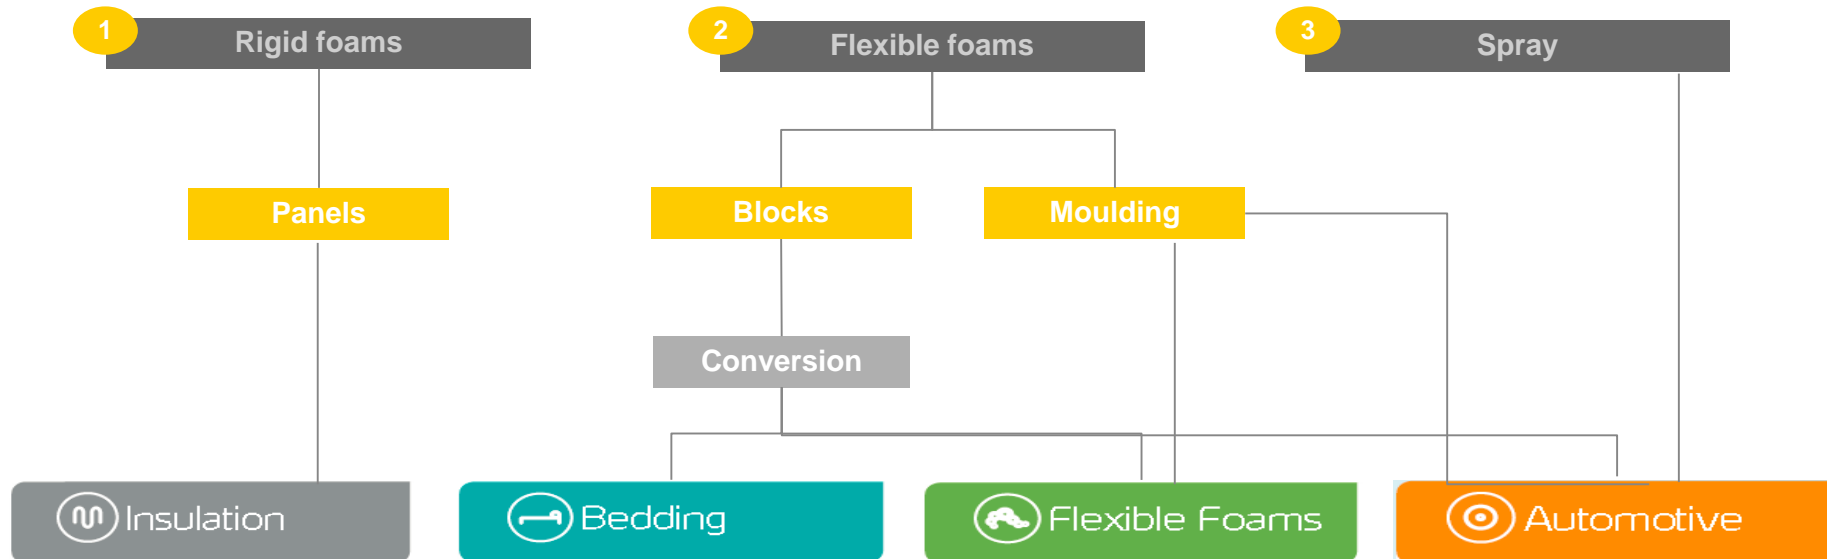 1
Rigid foams
2
Flexible foams
3
Spray
Panels
Blocks
Moulding
Conversion
Insulation
Bedding
Flexible Foams
Automotive